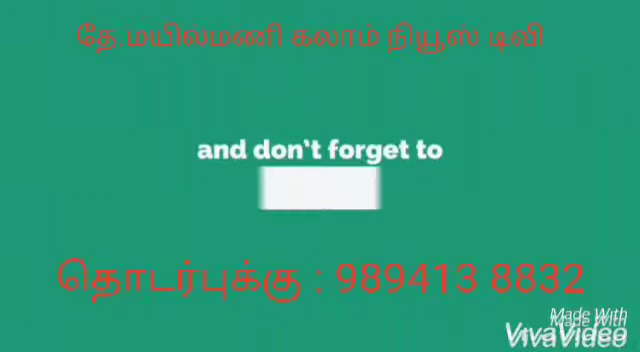 தே.மயில்மணி கலாம் நியூஸ் டிவி
and don't forget to
தொடர்புக்கு : 989413 8832
Made With
VivaVideo